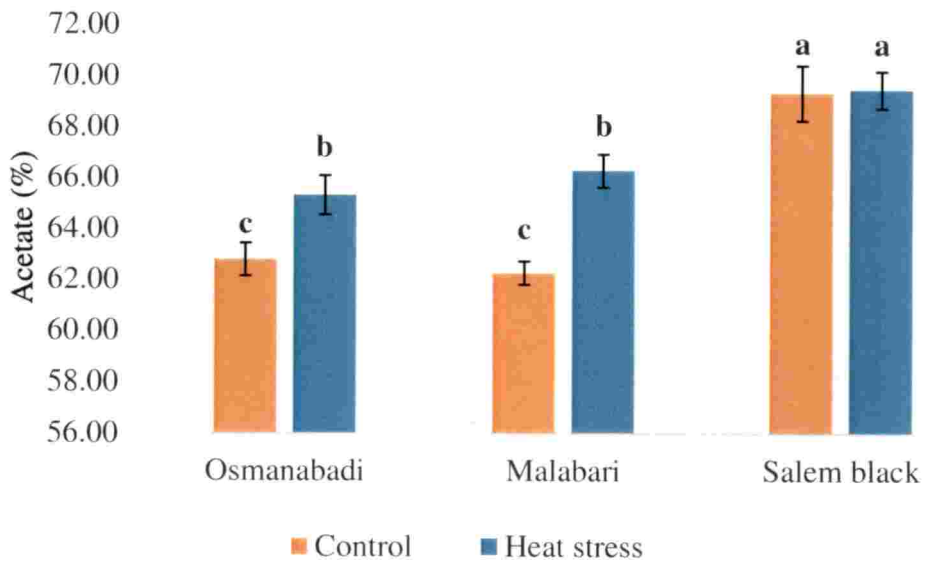 72.00
70.00
68.00
66.00
64.00
62.00
60.00
58.00
56.00
Acetate (%)
c
b
c
b
a
a
Osmanabadi
Malabari
Salem black
Control
Heat stress